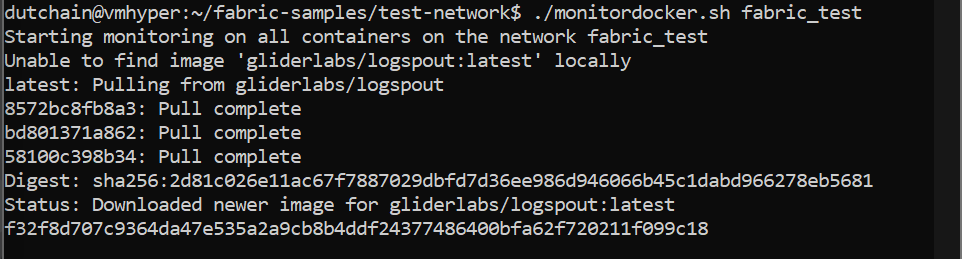 dutchain@vmhyper:~/fabric-samples/test-network$ ./monitordocker.sh fabric_test
Starting monitoring on all containers on the network fabric_test
Unable to find image 'gliderlabs/logspout:latest' locally
latest: Pulling from gliderlabs/logspout
8572bc8fb8a3: Pull complete
bd801371a862: Pull complete
58100c398b34: Pull complete
Digest: sha256:2d81c026e11ac67f7887029dbfd7d36ee986d946066b45c1dabd966278eb5681
Status: Downloaded newer image for gliderlabs/logspout:latest
f32f8d707c9364da47e535a2a9cb8b4ddf24377486400bfa62f720211f099c18